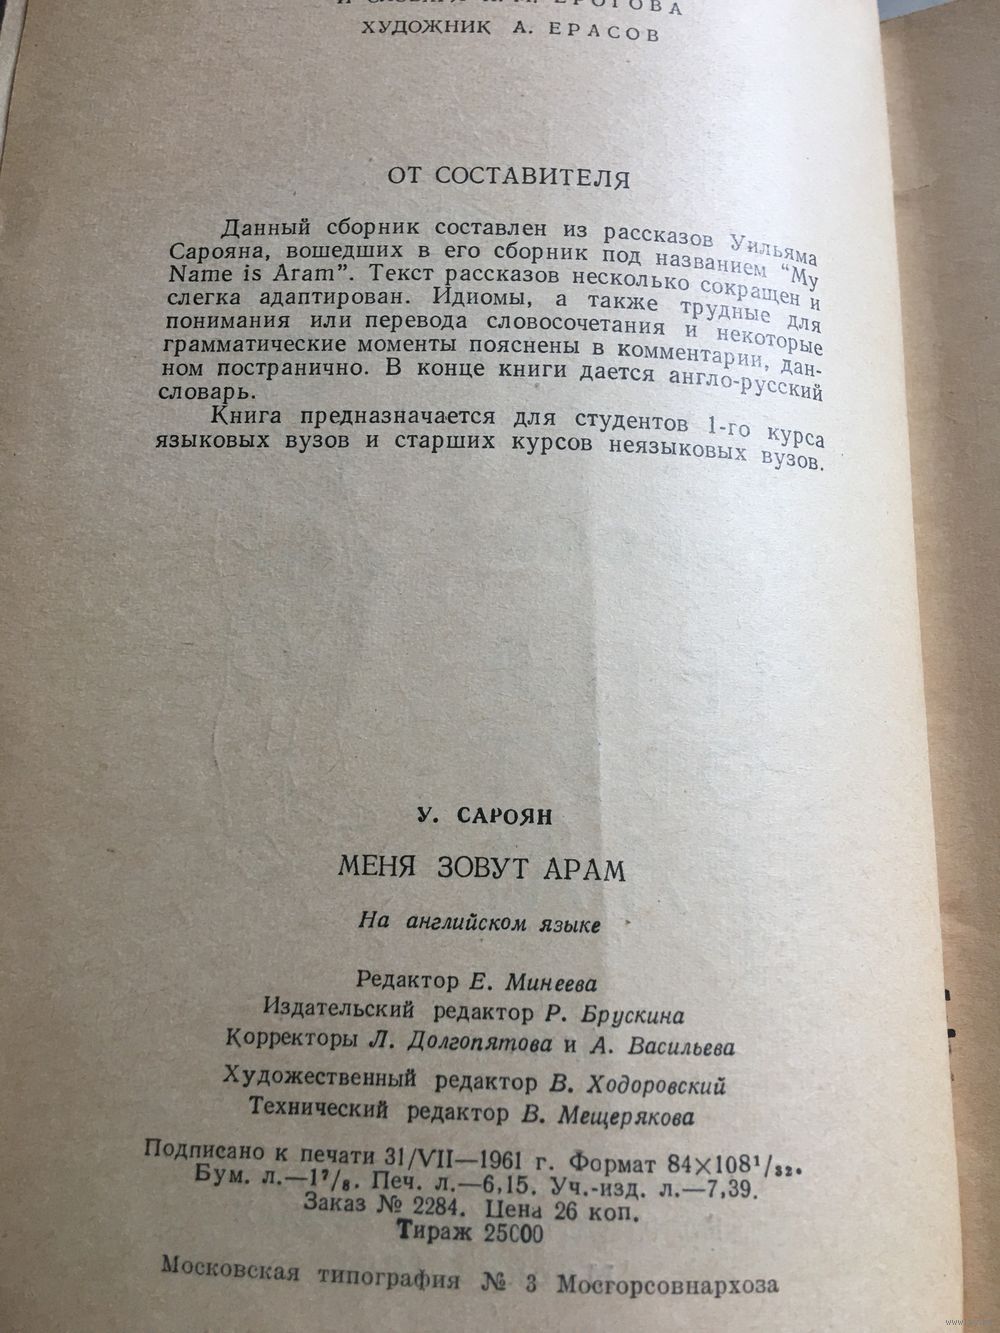 И СЛОВАРЯ М. ЕРОГОВА
ХУДОЖНИК А. ЕРАСОВ
ОТ СОСТАВИТЕЛЯ
Данный сборник составлен из рассказов Уильяма
Сарояна, вошедших в его сборник под названием “My
Name is Aram”. Текст рассказов несколько сокращен и
слегка адаптирован. Идиомы, а также трудные для
понимания или перевода словосочетания и некоторые
грамматические моменты пояснены в комментарии, дан-
ном постранично. В конце книги дается англо-русский
словарь.
Книга предназначается для студентов 1-го курса
языковых вузов и старших курсов неязыковых вузов.
У. САРОЯН
МЕНЯ ЗОВУТ АРАМ
На английском языке
Редактор Е. Минеева
Издательский редактор Р. Брускина
Корректоры Л. Долгопятова и А. Васильева
Художественный редактор В. Ходоровский
Технический редактор В. Мещерякова
Подписано к печати 31/VII—1961 г. Формат 84×108¹/₃₂.
Бум. л.—1⁷/₈. Печ. л.—6,15. Уч.-изд. л.—7,39.
Заказ № 2284. Цена 26 коп.
Тираж 25000
Московская типография № 3 Мосгорсовнархоза